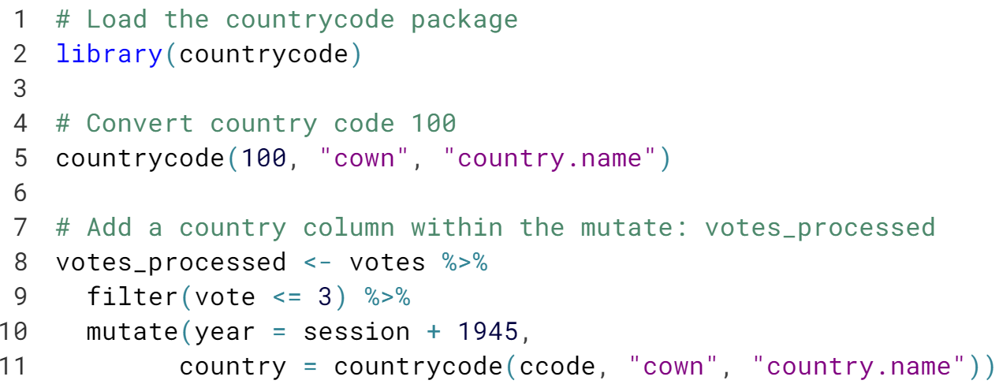 1 # Load the countrycode package
2 library(countrycode)
3
4 # Convert country code 100
5 countrycode(100, "cown", "country.name")
6
7 # Add a country column within the mutate: votes_processed
8 votes_processed <- votes %>%
9   filter(vote <= 3) %>%
10   mutate(year = session + 1945,
11         country = countrycode(ccode, "cown", "country.name"))